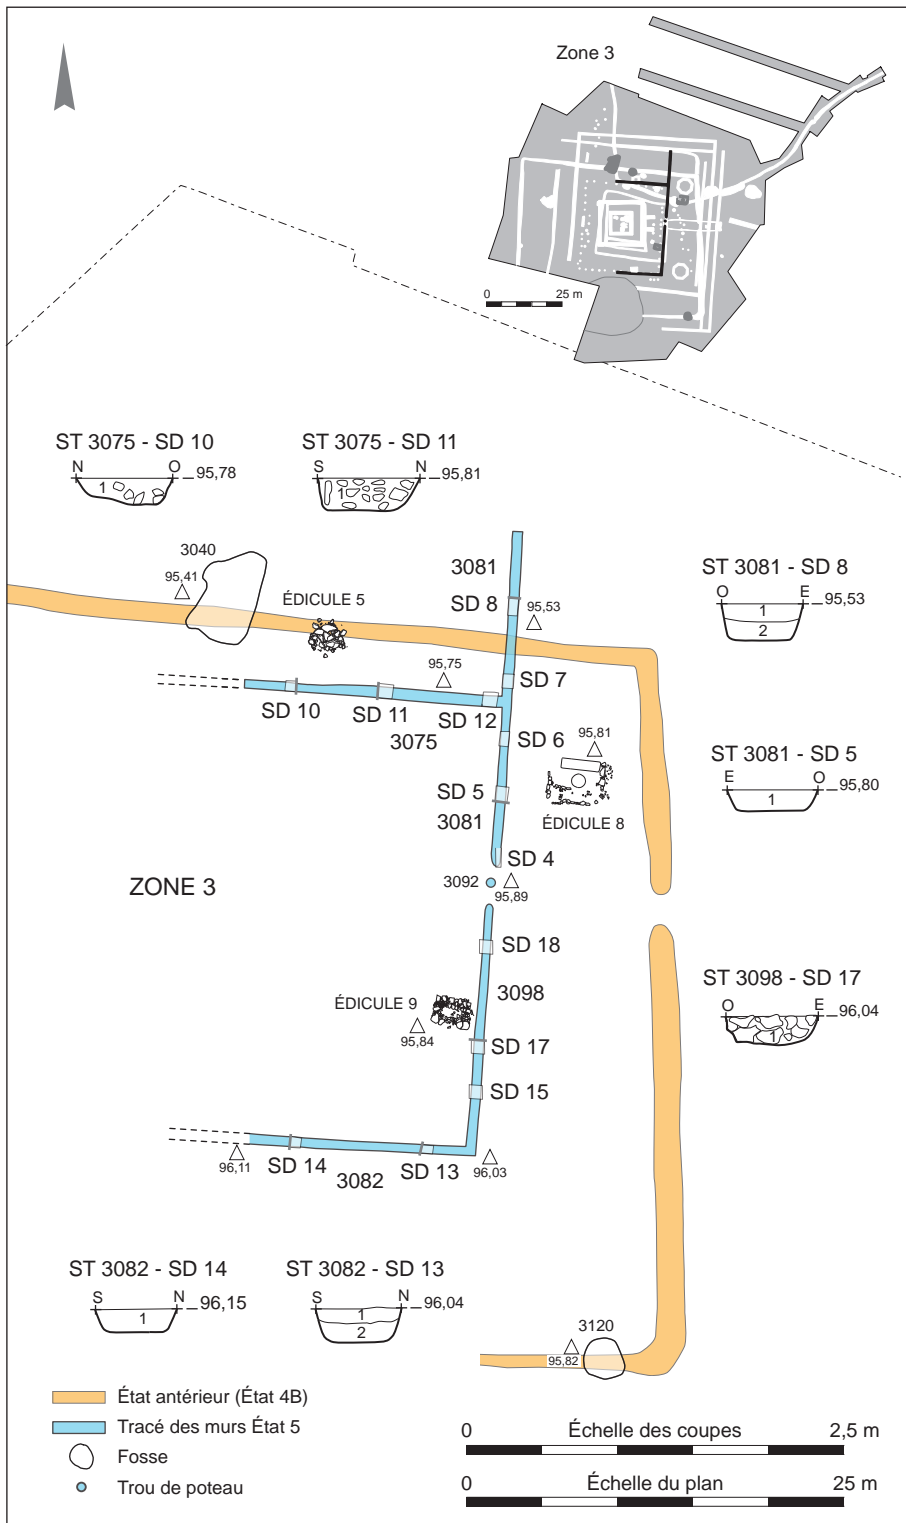 Zone 3
0 25 m
ST 3075 - SD 10
N O 95,78
1
ST 3075 - SD 11
S N 95,81
1
3040
95,41
ÉDICULE 5
3081
SD 8
95,53
ST 3081 - SD 8
O E 95,53
1
2
95,75
SD 7
SD 10
SD 11
SD 12
3075
SD 6
95,81
SD 5
3081
ÉDICULE 8
ST 3081 - SD 5
E O 95,80
1
SD 4
3092
95,89
ZONE 3
SD 18
3098
ÉDICULE 9
95,84
SD 17
SD 15
ST 3098 - SD 17
O E 96,04
1
96,11
SD 14
3082
SD 13
96,03
ST 3082 - SD 14
S N 96,15
1
ST 3082 - SD 13
S N 96,04
1
2
3120
95,82
État antérieur (État 4B)
Tracé des murs État 5
Fosse
Trou de poteau
0 Échelle des coupes 2,5 m
0 Échelle du plan 25 m